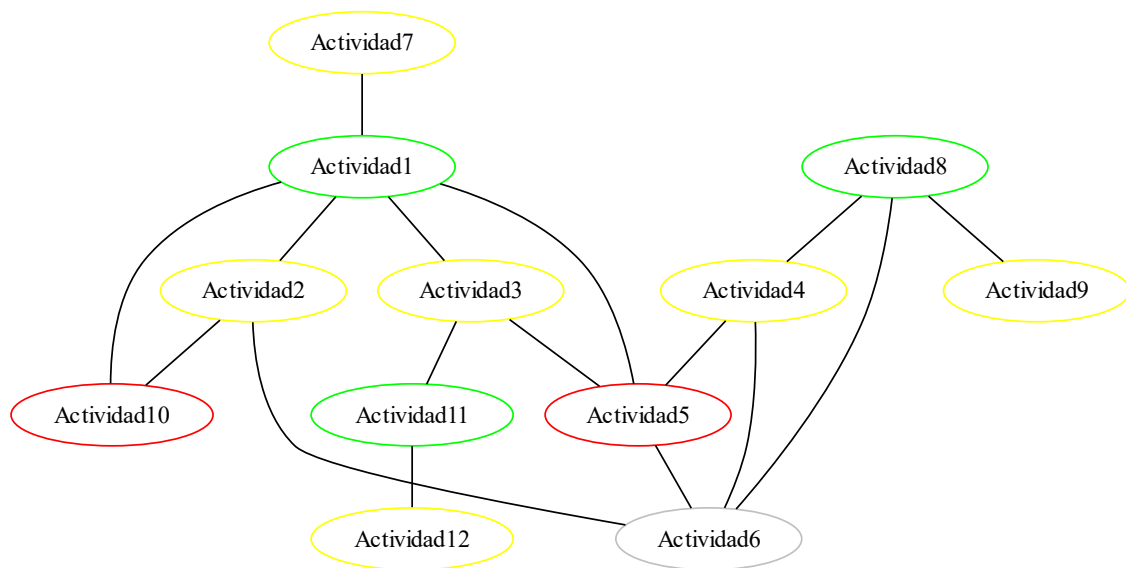 Actividad7
Actividad1
Actividad8
Actividad2
Actividad3
Actividad4
Actividad9
Actividad10
Actividad11
Actividad5
Actividad12
Actividad6